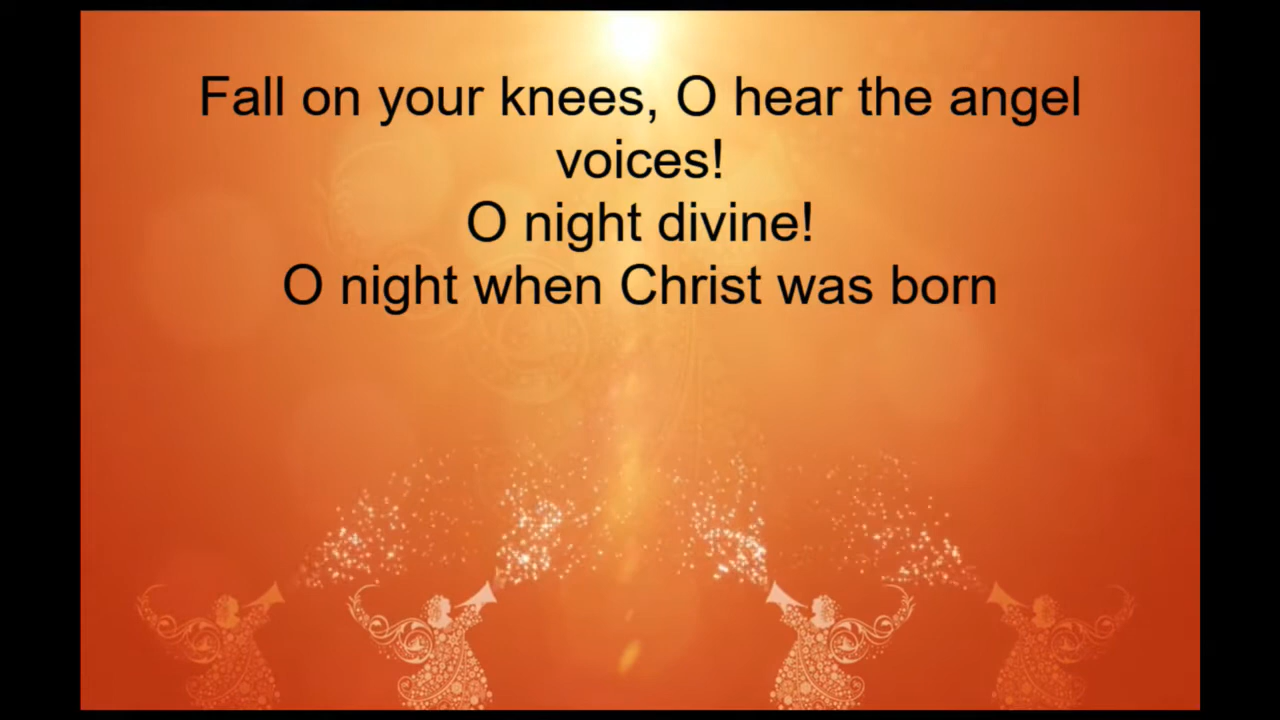 Fall on your knees, O hear the angel
voices!
O night divine!
O night when Christ was born